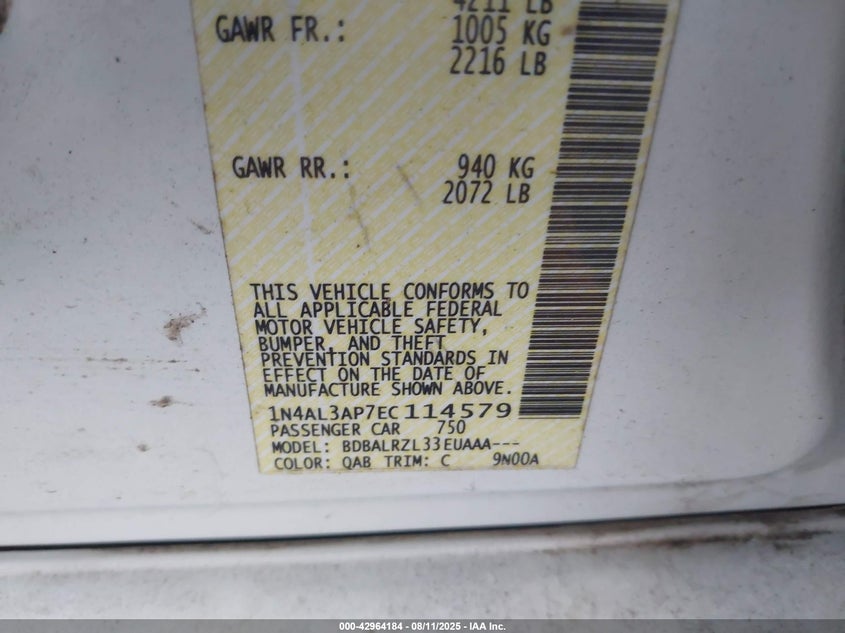 4211 LB
GAWR FR.: 1005 KG
2216 LB
GAWR RR.: 940 KG
2072 LB
THIS VEHICLE CONFORMS TO
ALL APPLICABLE FEDERAL
MOTOR VEHICLE SAFETY,
BUMPER, AND THEFT
PREVENTION STANDARDS IN
EFFECT ON THE DATE OF
MANUFACTURE SHOWN ABOVE.
1N4AL3AP7EC114579
PASSENGER CAR 750
MODEL: BDBALRZL33EUAAA---
COLOR: QAB TRIM: C 9N00A
000-42964184 - 08/11/2025 - IAA Inc.